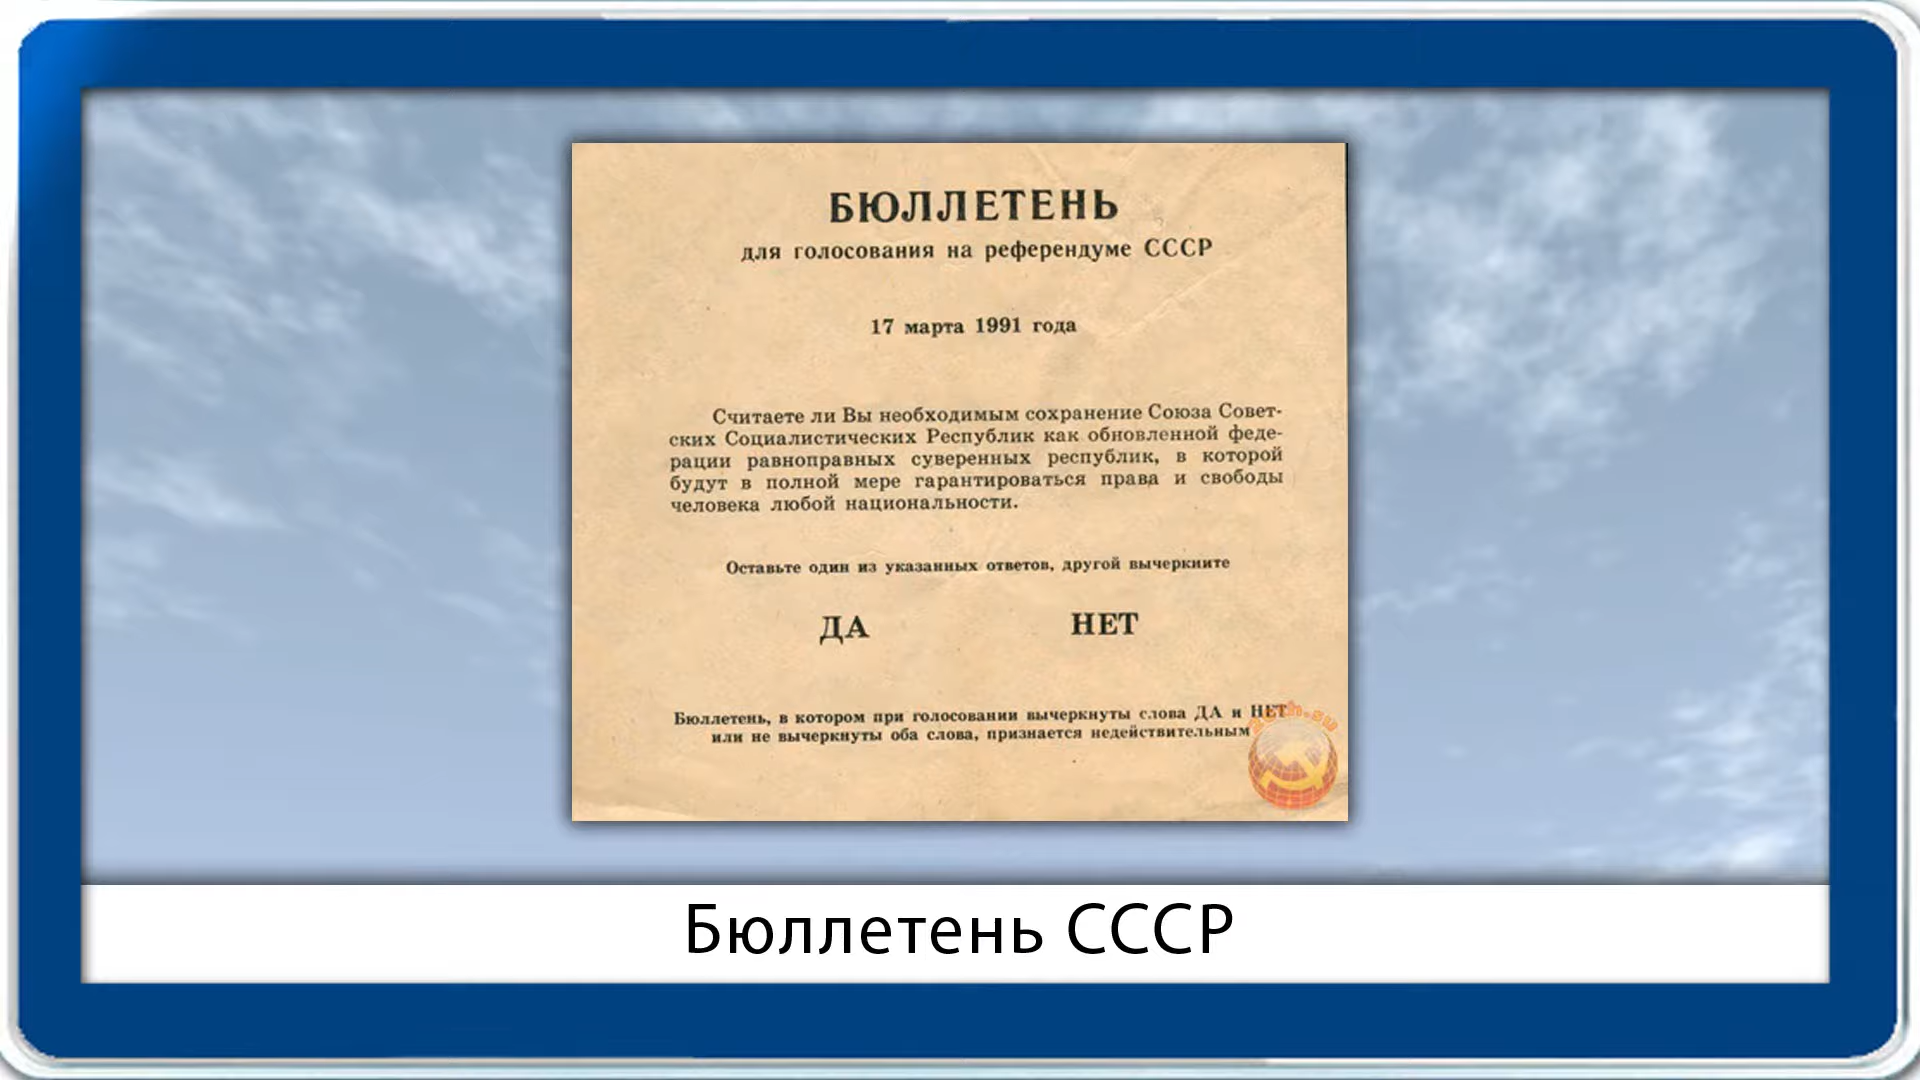 БЮЛЛЕТЕНЬ
для голосования на референдуме СССР
17 марта 1991 года
Считаете ли Вы необходимым сохранение Союза Совет-
ских Социалистических Республик как обновленной феде-
рации равноправных суверенных республик, в которой
будут в полной мере гарантироваться права и свободы
человека любой национальности.
Оставьте один из указанных ответов, другой вычеркните
ДА НЕТ
Бюллетень, в котором при голосовании вычеркнуты слова ДА и НЕТ
или не вычеркнуты оба слова, признается недействительным
Бюллетень СССР